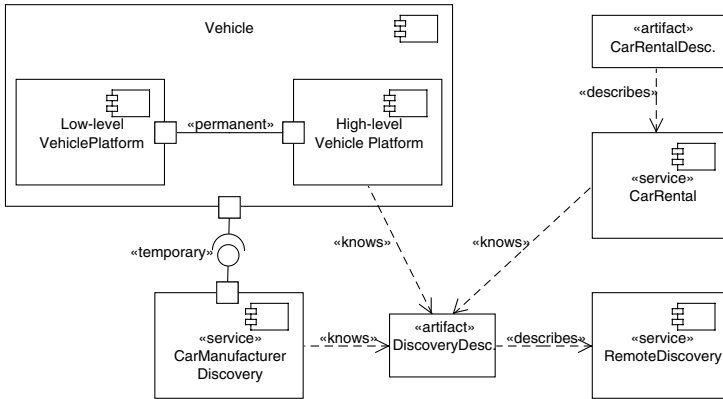 Vehicle
«artifact»
CarRentalDesc.
Low-level
VehiclePlatform
«permanent»
High-level
Vehicle Platform
«describes»
«service»
CarRental
«temporary»
«knows»
«knows»
«service»
CarManufacturer
Discovery
«knows»
«artifact»
DiscoveryDesc.
«describes»
«service»
RemoteDiscovery